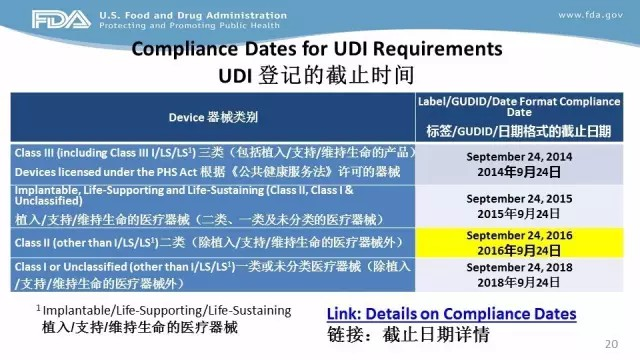 FDA U.S. Food and Drug Administration
Protecting and Promoting Public Health
www.fda.gov
Compliance Dates for UDI Requirements
UDI 登记的截止时间
Device 器械类别
Label/GUDID/Date Format Compliance
Date
标签/GUDID/日期格式的截止日期
Class III (including Class III I/LS/LS1) 三类（包括植入/支持/维持生命的产品）
Devices licensed under the PHS Act 根据《公共健康服务法》许可的器械
September 24, 2014
2014年9月24日
Implantable, Life-Supporting and Life-Sustaining (Class II, Class I &
Unclassified)
植入/支持/维持生命的医疗器械（二类、一类及未分类的医疗器械）
September 24, 2015
2015年9月24日
Class II (other than I/LS/LS1)二类（除植入/支持/维持生命的医疗器械外）
September 24, 2016
2016年9月24日
Class I or Unclassified (other than I/LS/LS1)一类或未分类医疗器械（除植入
/支持/维持生命的医疗器械外）
September 24, 2018
2018年9月24日
1 Implantable/Life-Supporting/Life-Sustaining
植入/支持/维持生命的医疗器械
Link: Details on Compliance Dates
链接：截止日期详情
20